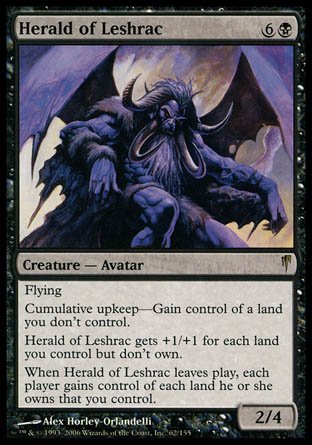 Herald of Leshrac 6
Creature — Avatar
Flying
Cumulative upkeep—Gain control of a land
you don't control.
Herald of Leshrac gets +1/+1 for each land
you control but don't own.
When Herald of Leshrac leaves play, each
player gains control of each land he or she
owns that you control.
Alex Horley-Orlandelli
2/4
™ & © 1993–2006 Wizards of the Coast, Inc. 62/155